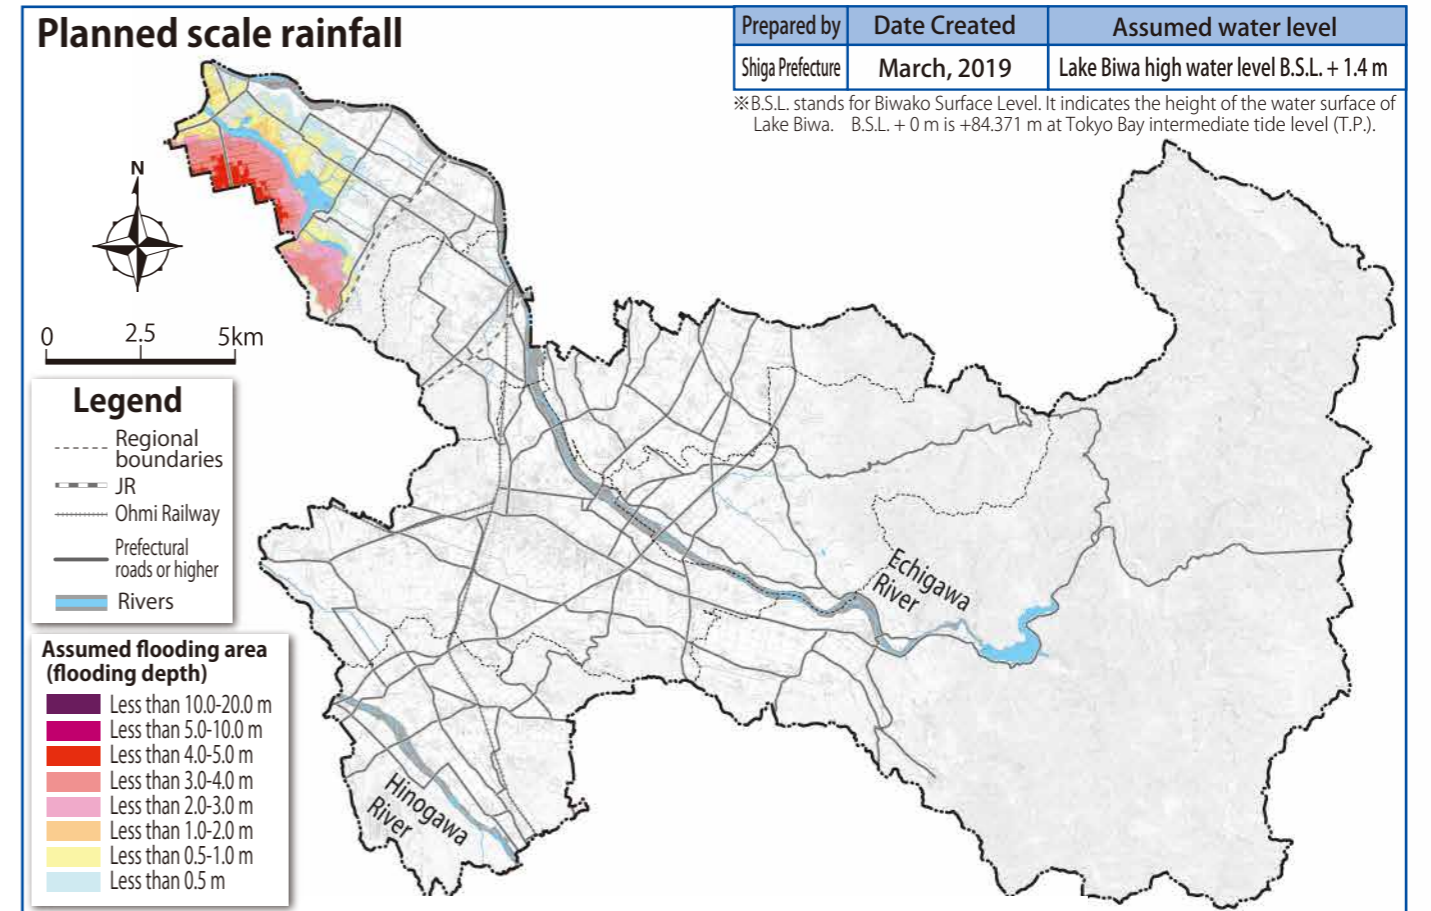 Planned scale rainfall
Prepared by Date Created Assumed water level
Shiga Prefecture March, 2019 Lake Biwa high water level B.S.L. + 1.4 m
※B.S.L. stands for Biwako Surface Level. It indicates the height of the water surface of
Lake Biwa. B.S.L. + 0 m is +84.371 m at Tokyo Bay intermediate tide level (T.P.).
N
0 2.5 5km
Legend
Regional
boundaries
JR
Ohmi Railway
Prefectural
roads or higher
Rivers
Assumed flooding area
(flooding depth)
Less than 10.0-20.0 m
Less than 5.0-10.0 m
Less than 4.0-5.0 m
Less than 3.0-4.0 m
Less than 2.0-3.0 m
Less than 1.0-2.0 m
Less than 0.5-1.0 m
Less than 0.5 m
Echigawa
River
Hinogawa
River